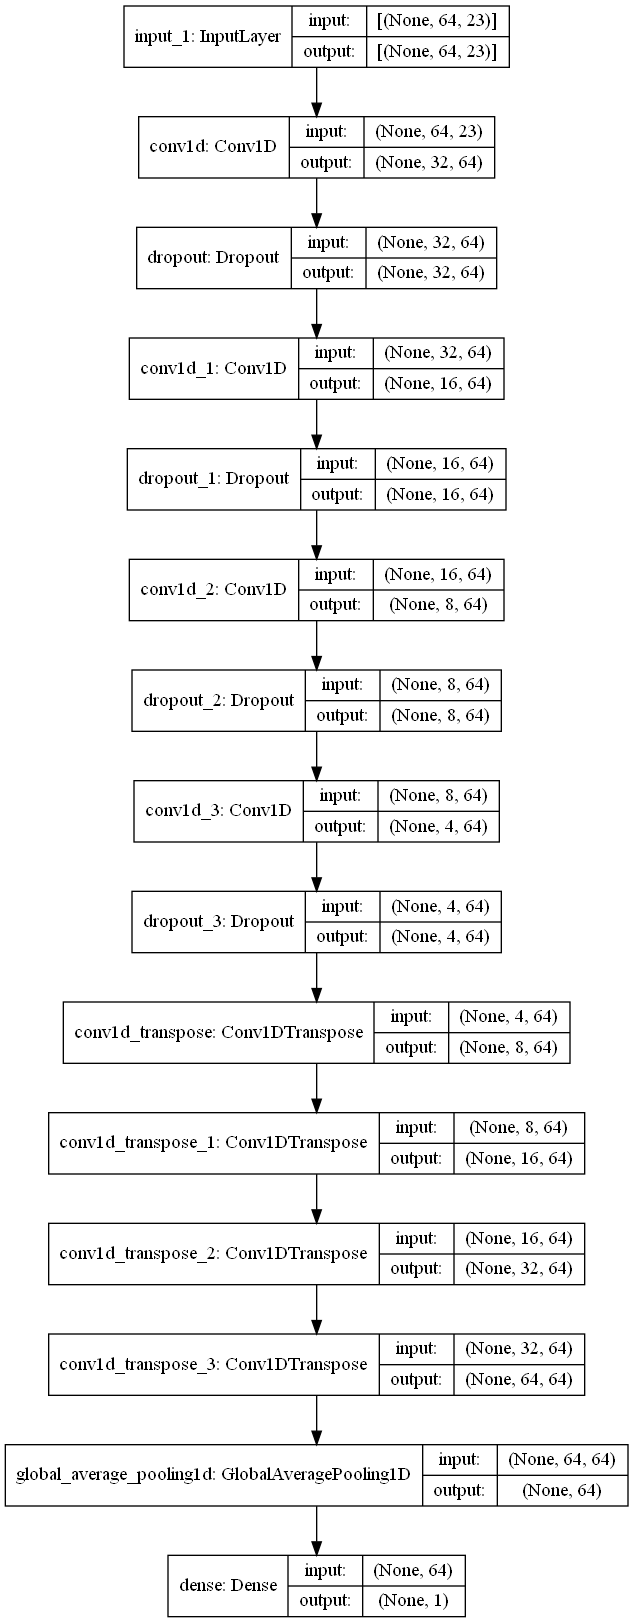 input_1: InputLayer
input: [(None, 64, 23)]
output: [(None, 64, 23)]
conv1d: Conv1D
input: (None, 64, 23)
output: (None, 32, 64)
dropout: Dropout
input: (None, 32, 64)
output: (None, 32, 64)
conv1d_1: Conv1D
input: (None, 32, 64)
output: (None, 16, 64)
dropout_1: Dropout
input: (None, 16, 64)
output: (None, 16, 64)
conv1d_2: Conv1D
input: (None, 16, 64)
output: (None, 8, 64)
dropout_2: Dropout
input: (None, 8, 64)
output: (None, 8, 64)
conv1d_3: Conv1D
input: (None, 8, 64)
output: (None, 4, 64)
dropout_3: Dropout
input: (None, 4, 64)
output: (None, 4, 64)
conv1d_transpose: Conv1DTranspose
input: (None, 4, 64)
output: (None, 8, 64)
conv1d_transpose_1: Conv1DTranspose
input: (None, 8, 64)
output: (None, 16, 64)
conv1d_transpose_2: Conv1DTranspose
input: (None, 16, 64)
output: (None, 32, 64)
conv1d_transpose_3: Conv1DTranspose
input: (None, 32, 64)
output: (None, 64, 64)
global_average_pooling1d: GlobalAveragePooling1D
input: (None, 64, 64)
output: (None, 64)
dense: Dense
input: (None, 64)
output: (None, 1)